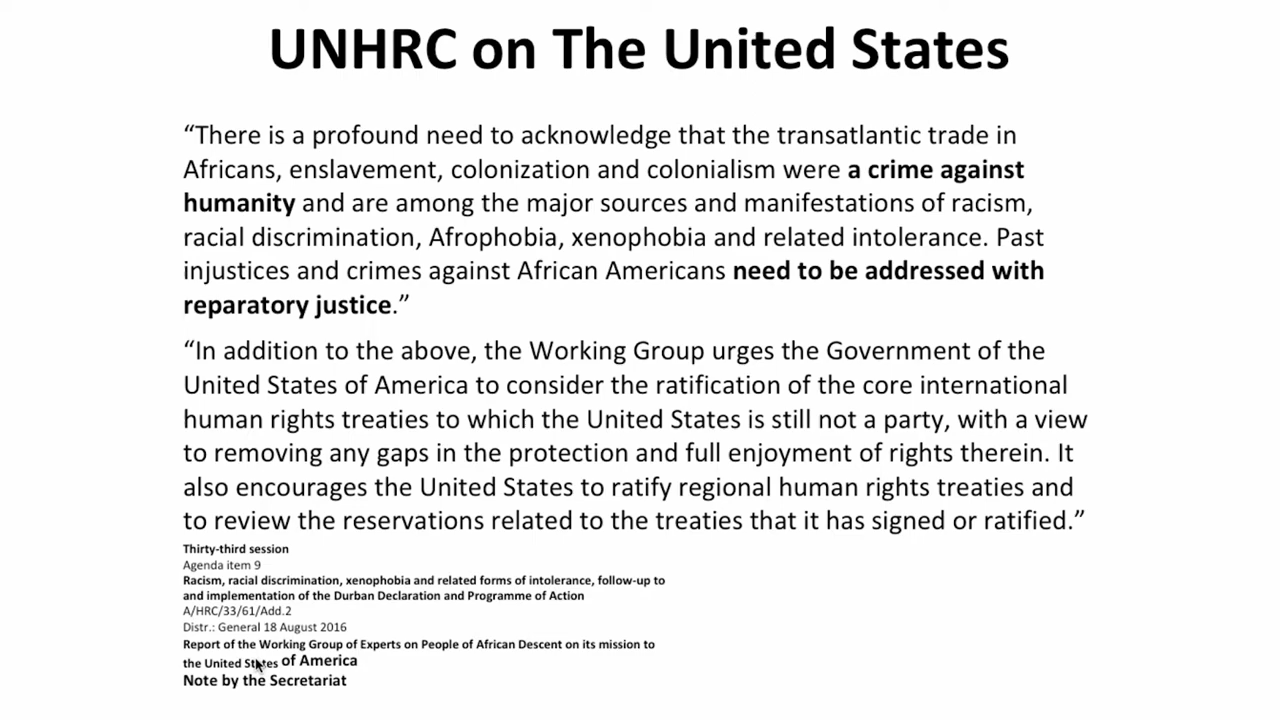 UNHRC on The United States
“There is a profound need to acknowledge that the transatlantic trade in
Africans, enslavement, colonization and colonialism were a crime against
humanity and are among the major sources and manifestations of racism,
racial discrimination, Afrophobia, xenophobia and related intolerance. Past
injustices and crimes against African Americans need to be addressed with
reparatory justice.”
“In addition to the above, the Working Group urges the Government of the
United States of America to consider the ratification of the core international
human rights treaties to which the United States is still not a party, with a view
to removing any gaps in the protection and full enjoyment of rights therein. It
also encourages the United States to ratify regional human rights treaties and
to review the reservations related to the treaties that it has signed or ratified.”
Thirty-third session
Agenda item 9
Racism, racial discrimination, xenophobia and related forms of intolerance, follow-up to
and implementation of the Durban Declaration and Programme of Action
A/HRC/33/61/Add.2
Distr.: General 18 August 2016
Report of the Working Group of Experts on People of African Descent on its mission to
the United States of America
Note by the Secretariat